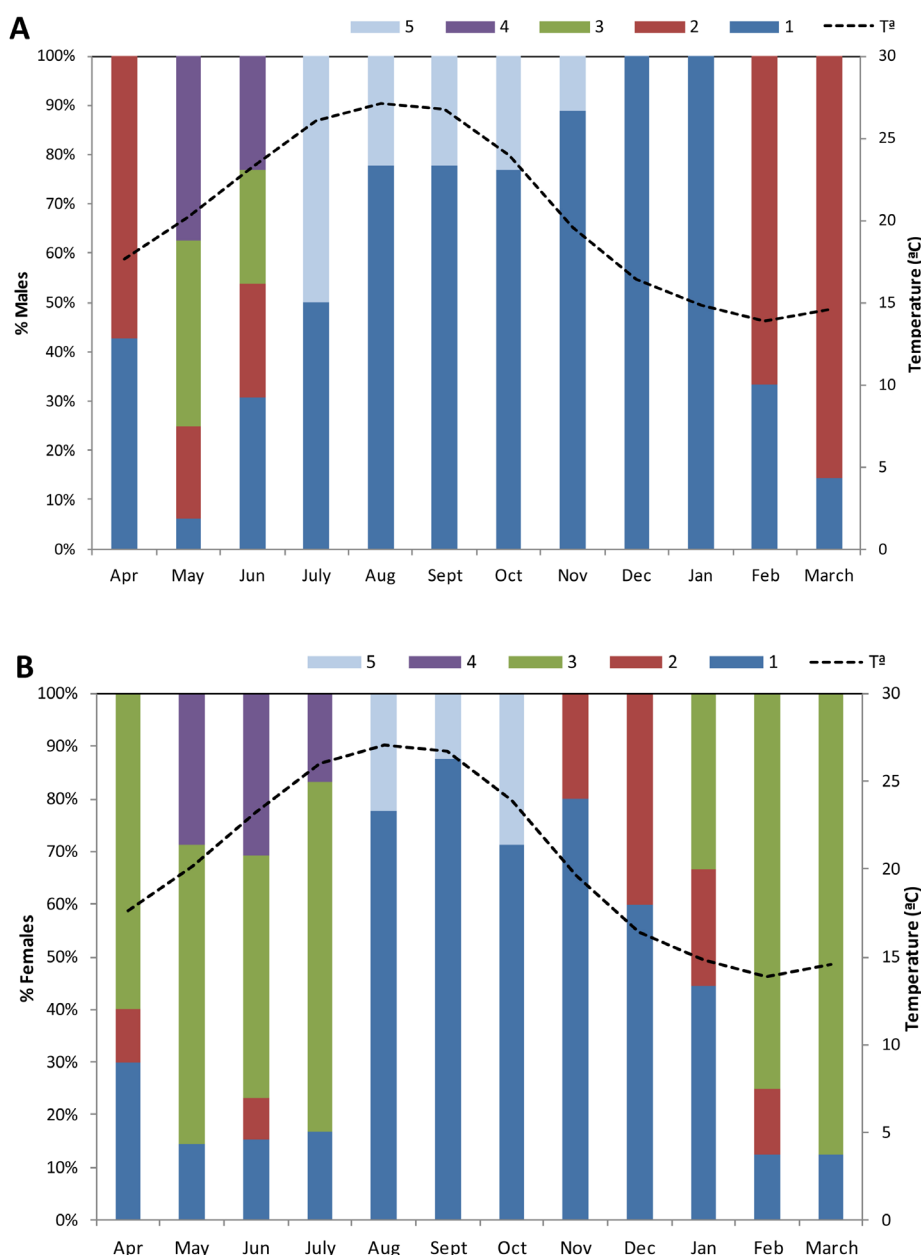 A
5 4 3 2 1 Tª
100% 30
90%
80% 25
70%
60% 20
50% 15
40%
30% 10
20% 5
10%
0% 0
% Males
Temperature (ªC)
Apr May Jun July Aug Sept Oct Nov Dec Jan Feb March
B
5 4 3 2 1 Tª
100% 30
90%
80% 25
70%
60% 20
50% 15
40%
30% 10
20% 5
10%
0% 0
% Females
Temperature (ªC)
Apr May Jun July Aug Sept Oct Nov Dec Jan Feb March